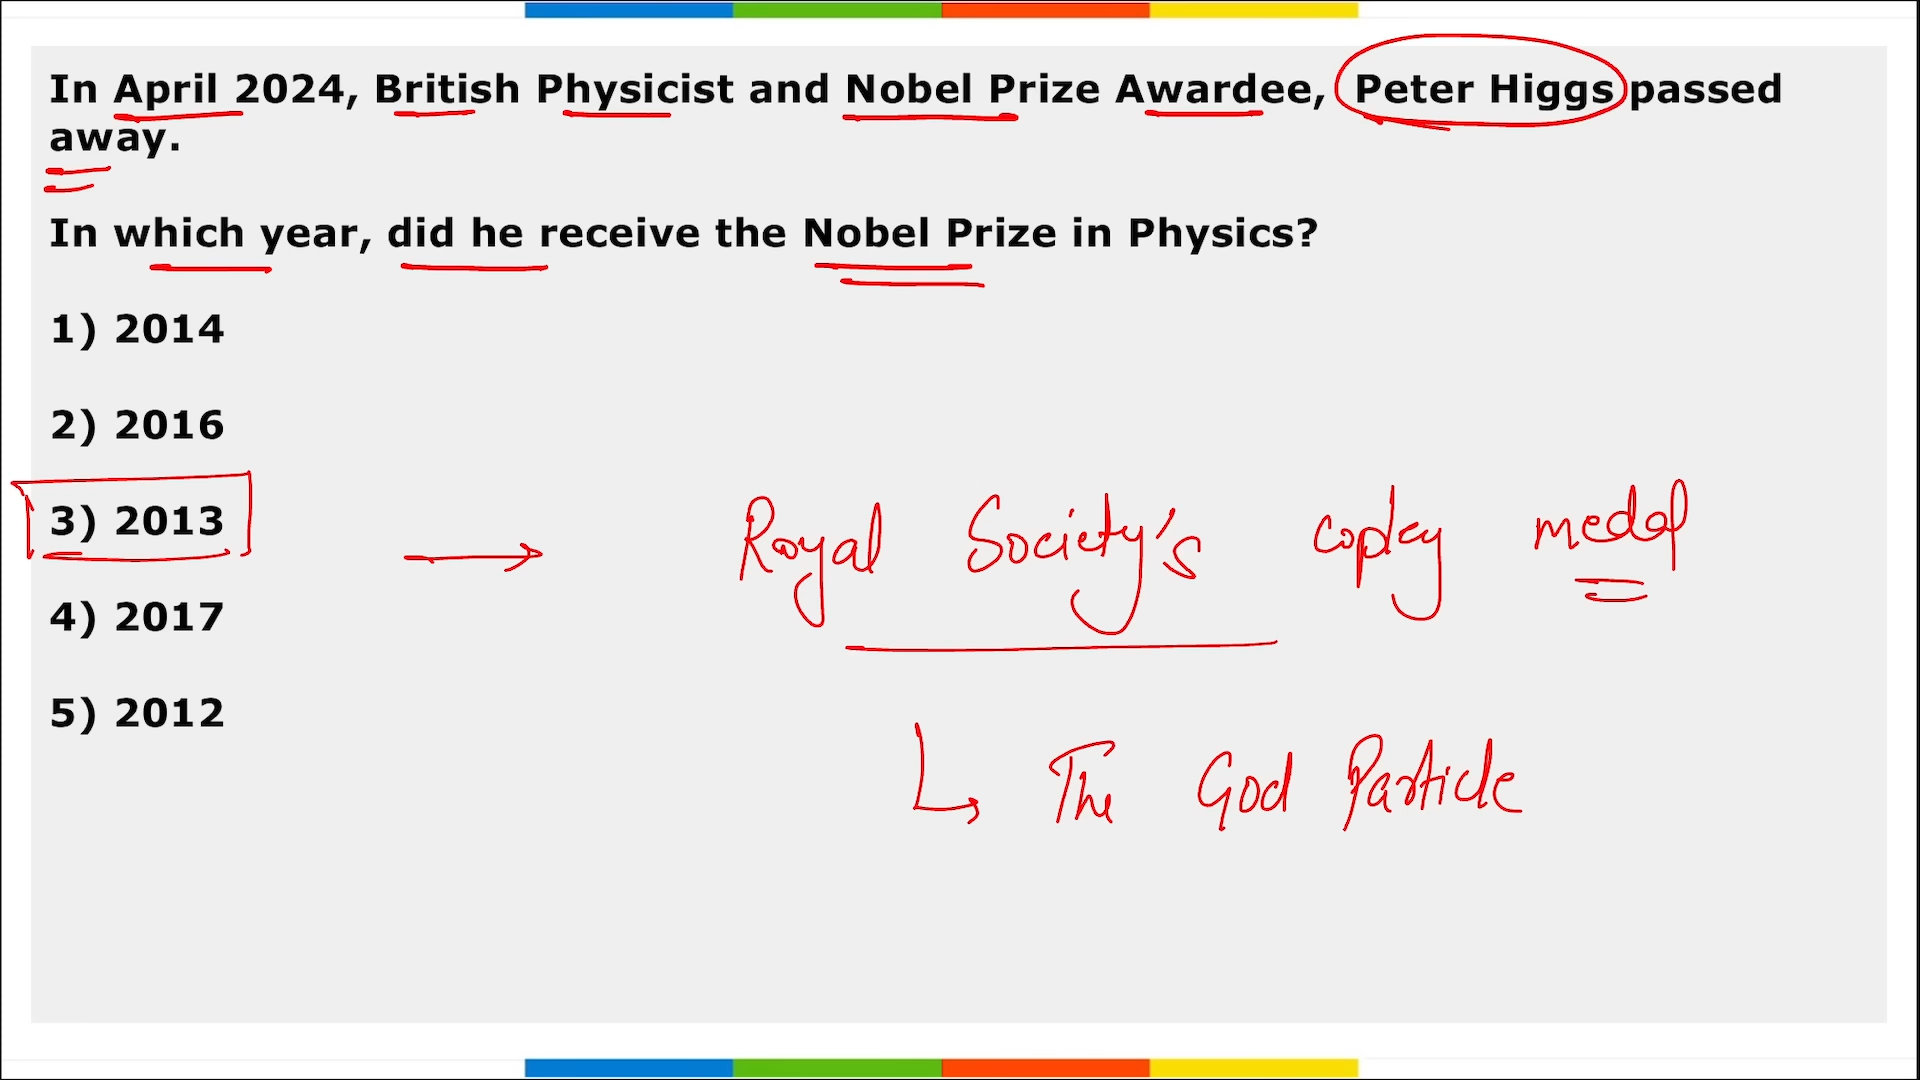 In April 2024, British Physicist and Nobel Prize Awardee, Peter Higgs passed
away.
In which year, did he receive the Nobel Prize in Physics?
1) 2014
2) 2016
3) 2013
Royal Society's copley medal
4) 2017
5) 2012
The God Particle